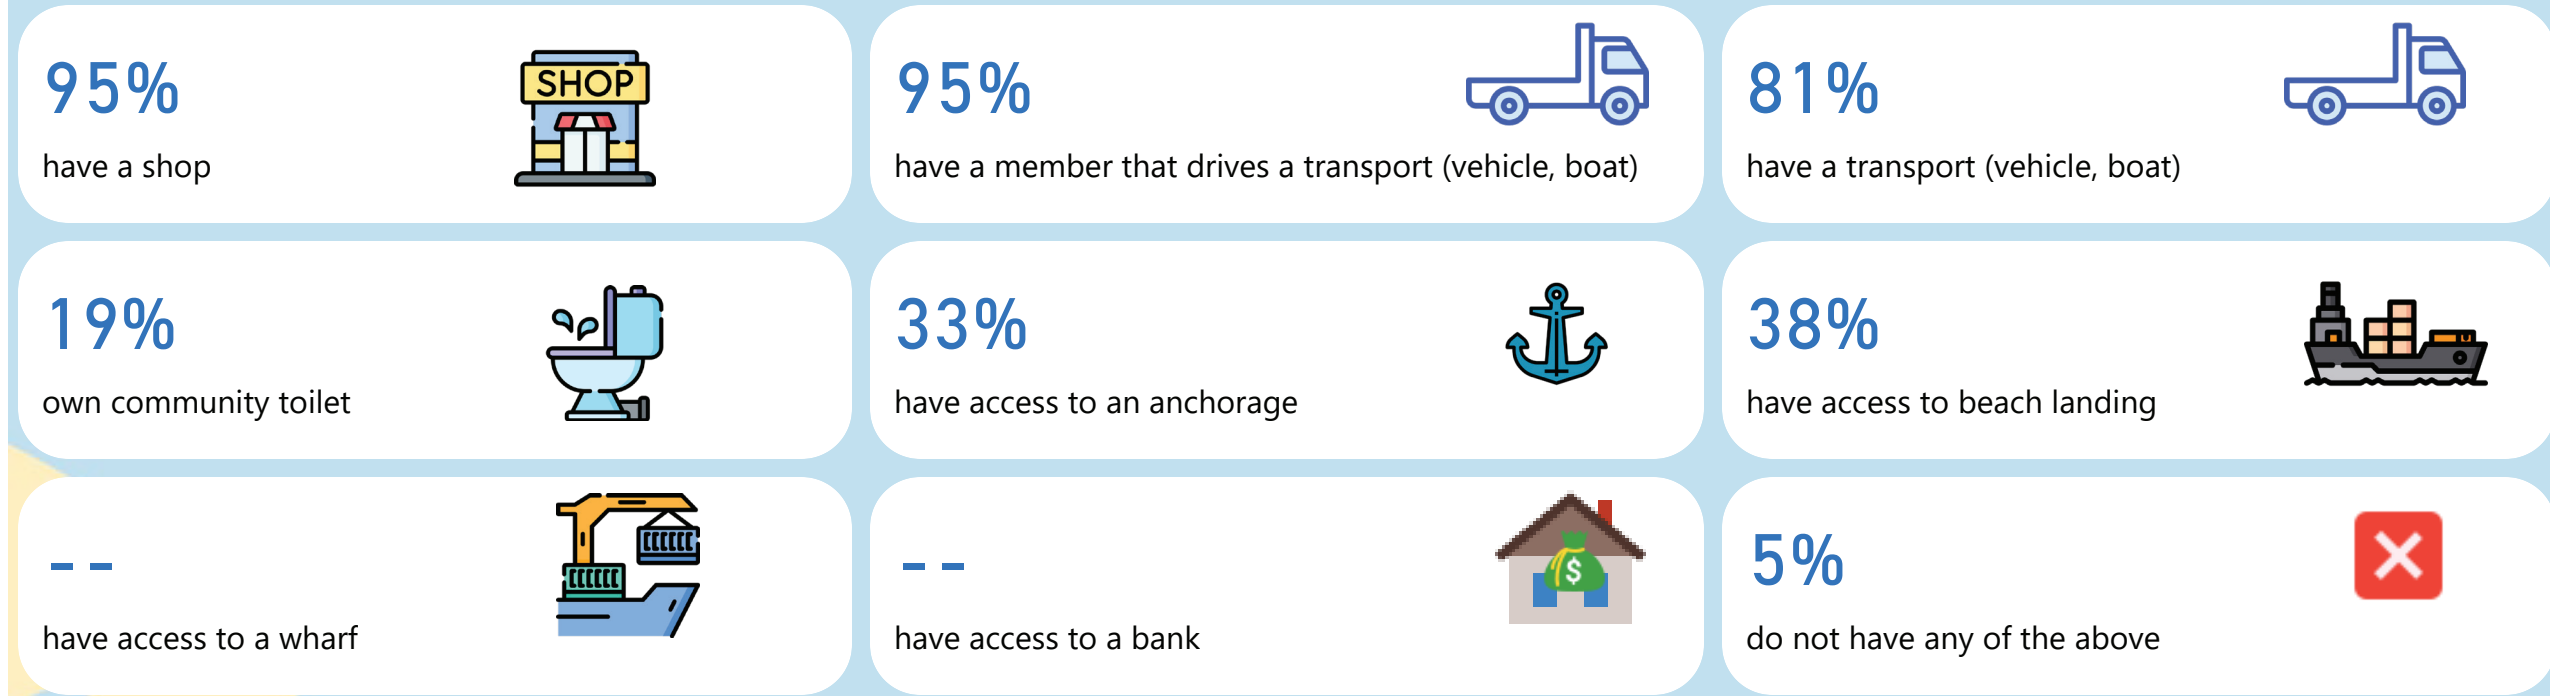 95%
SHOP
have a shop
95%
have a member that drives a transport (vehicle, boat)
81%
have a transport (vehicle, boat)
19%
own community toilet
33%
have access to an anchorage
38%
have access to beach landing
--
have access to a wharf
--
$
have access to a bank
5%
do not have any of the above